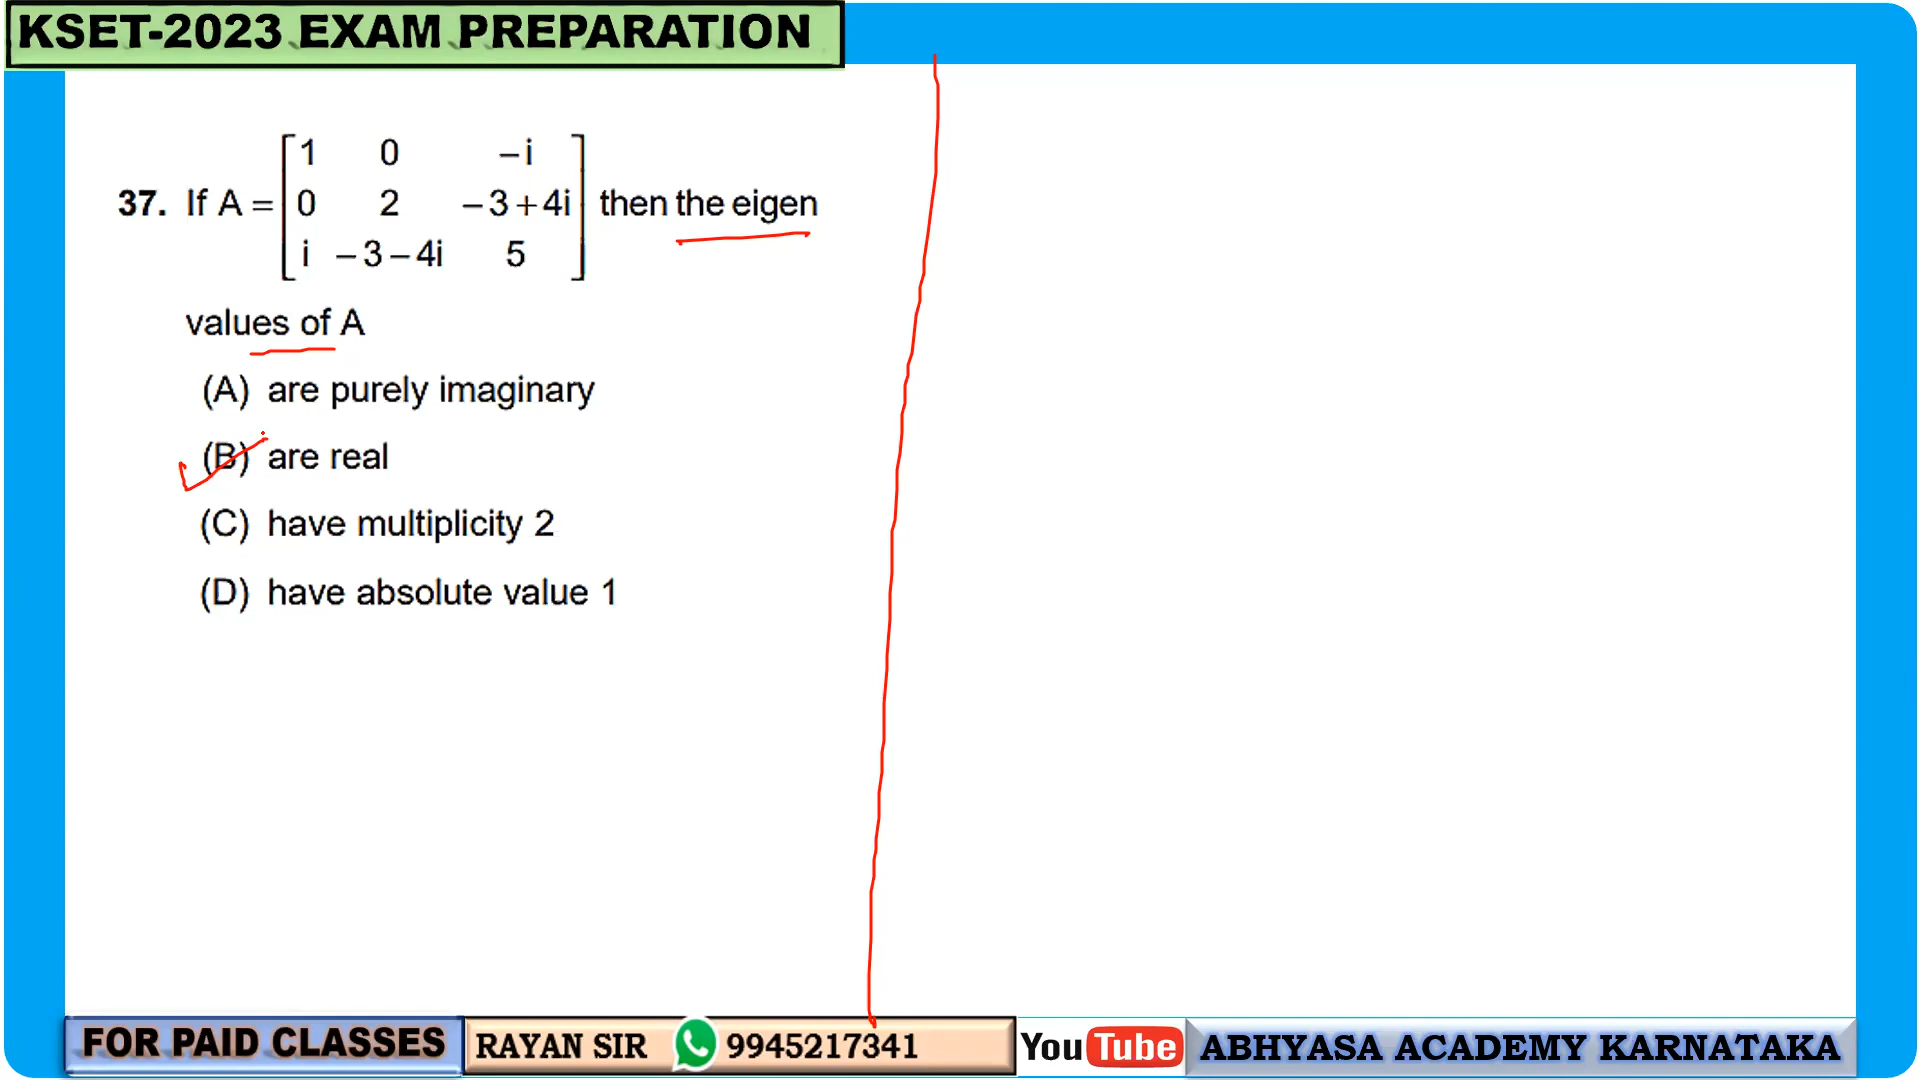 KSET-2023 EXAM PREPARATION
37. If A = [ 1 0 –i
0 2 –3+4i
i –3–4i 5 ] then the eigen
values of A
(A) are purely imaginary
(B) are real
(C) have multiplicity 2
(D) have absolute value 1
FOR PAID CLASSES RAYAN SIR 9945217341 YouTube ABHYASA ACADEMY KARNATAKA